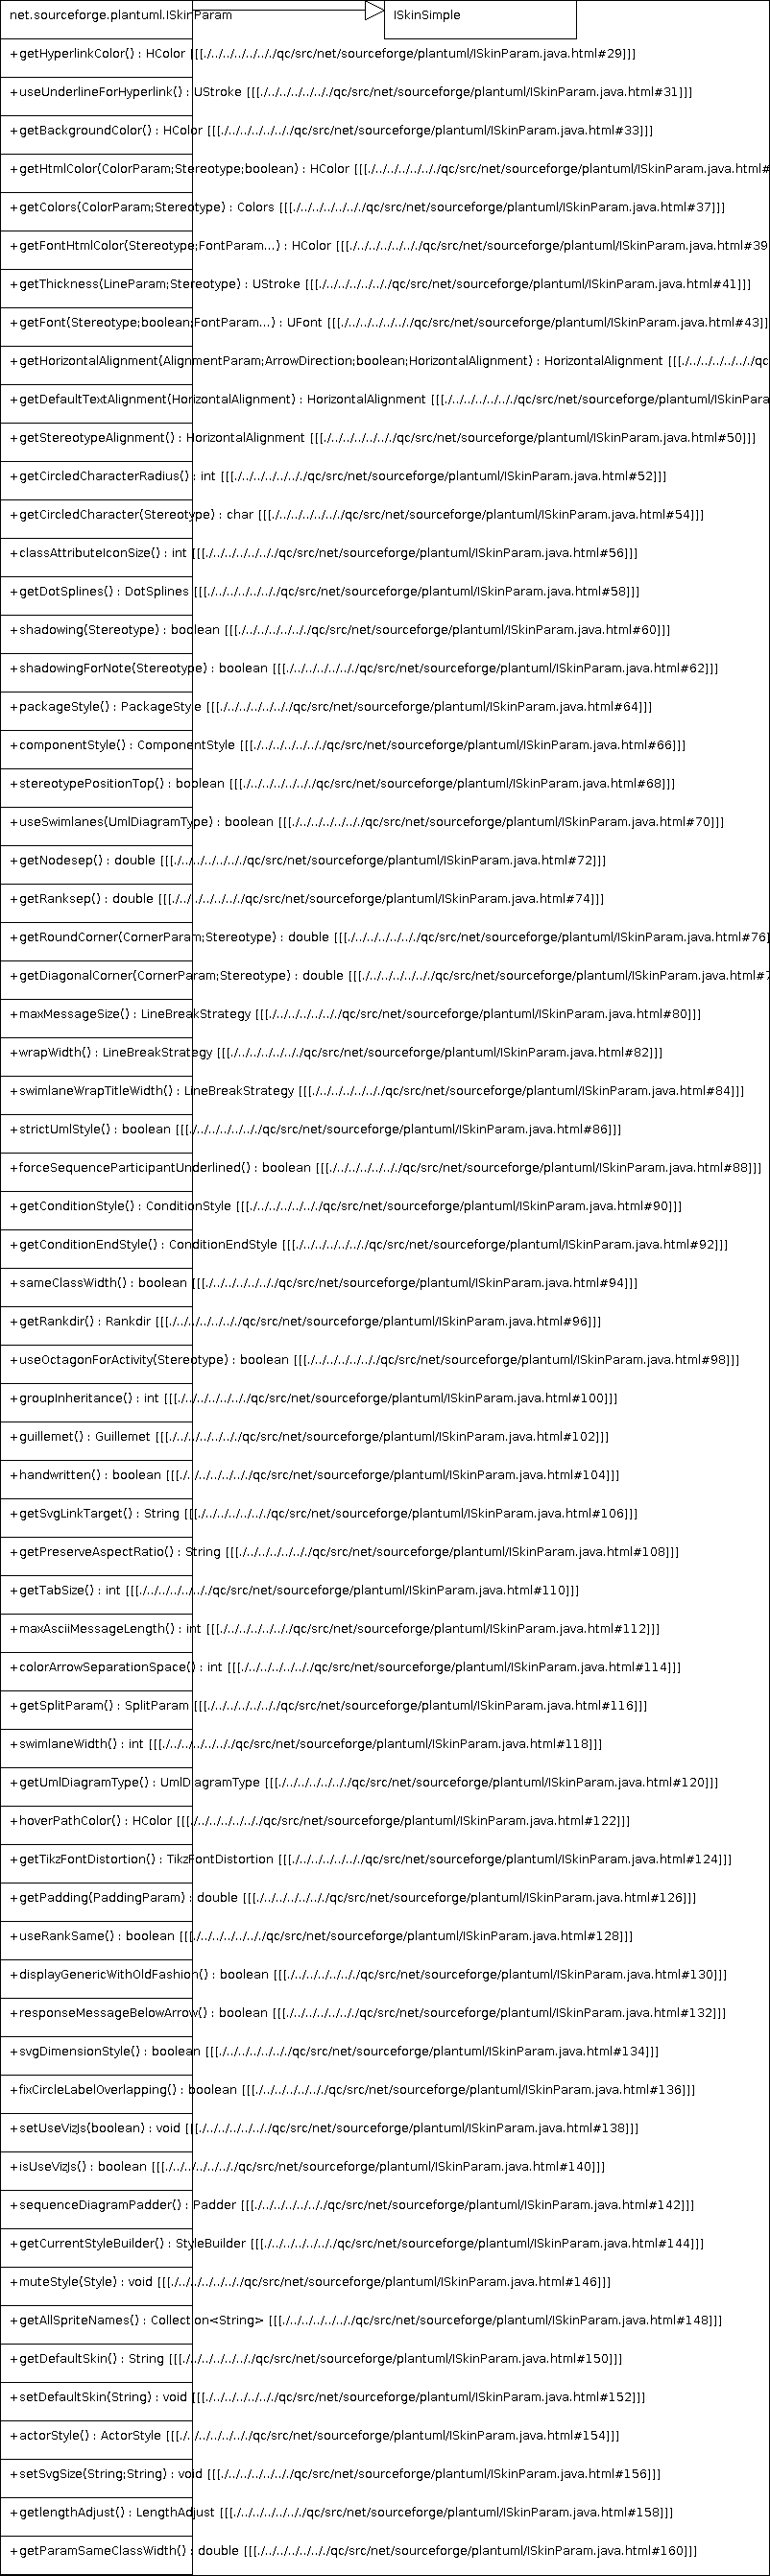 net.sourceforge.plantuml.ISkinParam
ISkinSimple
+getHyperlinkColor() : HColor [[[./../../../../../qc/src/net/sourceforge/plantuml/ISkinParam.java.html#29]]]
+useUnderlineForHyperlink() : UStroke [[[./../../../../../qc/src/net/sourceforge/plantuml/ISkinParam.java.html#31]]]
+getBackgroundColor() : HColor [[[./../../../../../qc/src/net/sourceforge/plantuml/ISkinParam.java.html#33]]]
+getHtmlColor(ColorParam;Stereotype;boolean) : HColor [[[./../../../../../qc/src/net/sourceforge/plantuml/ISkinParam.java.html#
+getColors(ColorParam;Stereotype) : Colors [[[./../../../../../qc/src/net/sourceforge/plantuml/ISkinParam.java.html#37]]]
+getFontHtmlColor(Stereotype;FontParam...) : HColor [[[./../../../../../qc/src/net/sourceforge/plantuml/ISkinParam.java.html#39
+getThickness(LineParam;Stereotype) : UStroke [[[./../../../../../qc/src/net/sourceforge/plantuml/ISkinParam.java.html#41]]]
+getFont(Stereotype;boolean;FontParam...) : UFont [[[./../../../../../qc/src/net/sourceforge/plantuml/ISkinParam.java.html#43]]
+getHorizontalAlignment(AlignmentParam;ArrowDirection;boolean;HorizontalAlignment) : HorizontalAlignment [[[./../../../../../qc
+getDefaultTextAlignment(HorizontalAlignment) : HorizontalAlignment [[[./../../../../../qc/src/net/sourceforge/plantuml/ISkinPara
+getStereotypeAlignment() : HorizontalAlignment [[[./../../../../../qc/src/net/sourceforge/plantuml/ISkinParam.java.html#50]]]
+getCircledCharacterRadius() : int [[[./../../../../../qc/src/net/sourceforge/plantuml/ISkinParam.java.html#52]]]
+getCircledCharacter(Stereotype) : char [[[./../../../../../qc/src/net/sourceforge/plantuml/ISkinParam.java.html#54]]]
+classAttributeIconSize() : int [[[./../../../../../qc/src/net/sourceforge/plantuml/ISkinParam.java.html#56]]]
+getDotSplines() : DotSplines [[[./../../../../../qc/src/net/sourceforge/plantuml/ISkinParam.java.html#58]]]
+shadowing(Stereotype) : boolean [[[./../../../../../qc/src/net/sourceforge/plantuml/ISkinParam.java.html#60]]]
+shadowingForNote(Stereotype) : boolean [[[./../../../../../qc/src/net/sourceforge/plantuml/ISkinParam.java.html#62]]]
+packageStyle() : PackageStyle [[[./../../../../../qc/src/net/sourceforge/plantuml/ISkinParam.java.html#64]]]
+componentStyle() : ComponentStyle [[[./../../../../../qc/src/net/sourceforge/plantuml/ISkinParam.java.html#66]]]
+stereotypePositionTop() : boolean [[[./../../../../../qc/src/net/sourceforge/plantuml/ISkinParam.java.html#68]]]
+useSwimlanes(UmlDiagramType) : boolean [[[./../../../../../qc/src/net/sourceforge/plantuml/ISkinParam.java.html#70]]]
+getNodesep() : double [[[./../../../../../qc/src/net/sourceforge/plantuml/ISkinParam.java.html#72]]]
+getRanksep() : double [[[./../../../../../qc/src/net/sourceforge/plantuml/ISkinParam.java.html#74]]]
+getRoundCorner(CornerParam;Stereotype) : double [[[./../../../../../qc/src/net/sourceforge/plantuml/ISkinParam.java.html#76]
+getDiagonalCorner(CornerParam;Stereotype) : double [[[./../../../../../qc/src/net/sourceforge/plantuml/ISkinParam.java.html#7
+maxMessageSize() : LineBreakStrategy [[[./../../../../../qc/src/net/sourceforge/plantuml/ISkinParam.java.html#80]]]
+wrapWidth() : LineBreakStrategy [[[./../../../../../qc/src/net/sourceforge/plantuml/ISkinParam.java.html#82]]]
+swimlaneWrapTitleWidth() : LineBreakStrategy [[[./../../../../../qc/src/net/sourceforge/plantuml/ISkinParam.java.html#84]]]
+strictUmlStyle() : boolean [[[./../../../../../qc/src/net/sourceforge/plantuml/ISkinParam.java.html#86]]]
+forceSequenceParticipantUnderlined() : boolean [[[./../../../../../qc/src/net/sourceforge/plantuml/ISkinParam.java.html#88]]]
+getConditionStyle() : ConditionStyle [[[./../../../../../qc/src/net/sourceforge/plantuml/ISkinParam.java.html#90]]]
+getConditionEndStyle() : ConditionEndStyle [[[./../../../../../qc/src/net/sourceforge/plantuml/ISkinParam.java.html#92]]]
+sameClassWidth() : boolean [[[./../../../../../qc/src/net/sourceforge/plantuml/ISkinParam.java.html#94]]]
+getRankdir() : Rankdir [[[./../../../../../qc/src/net/sourceforge/plantuml/ISkinParam.java.html#96]]]
+useOctagonForActivity(Stereotype) : boolean [[[./../../../../../qc/src/net/sourceforge/plantuml/ISkinParam.java.html#98]]]
+groupInheritance() : int [[[./../../../../../qc/src/net/sourceforge/plantuml/ISkinParam.java.html#100]]]
+guillemet() : Guillemet [[[./../../../../../qc/src/net/sourceforge/plantuml/ISkinParam.java.html#102]]]
+handwritten() : boolean [[[./../../../../../qc/src/net/sourceforge/plantuml/ISkinParam.java.html#104]]]
+getSvgLinkTarget() : String [[[./../../../../../qc/src/net/sourceforge/plantuml/ISkinParam.java.html#106]]]
+getPreserveAspectRatio() : String [[[./../../../../../qc/src/net/sourceforge/plantuml/ISkinParam.java.html#108]]]
+getTabSize() : int [[[./../../../../../qc/src/net/sourceforge/plantuml/ISkinParam.java.html#110]]]
+maxAsciiMessageLength() : int [[[./../../../../../qc/src/net/sourceforge/plantuml/ISkinParam.java.html#112]]]
+colorArrowSeparationSpace() : int [[[./../../../../../qc/src/net/sourceforge/plantuml/ISkinParam.java.html#114]]]
+getSplitParam() : SplitParam [[[./../../../../../qc/src/net/sourceforge/plantuml/ISkinParam.java.html#116]]]
+swimlaneWidth() : int [[[./../../../../../qc/src/net/sourceforge/plantuml/ISkinParam.java.html#118]]]
+getUmlDiagramType() : UmlDiagramType [[[./../../../../../qc/src/net/sourceforge/plantuml/ISkinParam.java.html#120]]]
+hoverPathColor() : HColor [[[./../../../../../qc/src/net/sourceforge/plantuml/ISkinParam.java.html#122]]]
+getTikzFontDistortion() : TikzFontDistortion [[[./../../../../../qc/src/net/sourceforge/plantuml/ISkinParam.java.html#124]]]
+getPadding(PaddingParam) : double [[[./../../../../../qc/src/net/sourceforge/plantuml/ISkinParam.java.html#126]]]
+useRankSame() : boolean [[[./../../../../../qc/src/net/sourceforge/plantuml/ISkinParam.java.html#128]]]
+displayGenericWithOldFashion() : boolean [[[./../../../../../qc/src/net/sourceforge/plantuml/ISkinParam.java.html#130]]]
+responseMessageBelowArrow() : boolean [[[./../../../../../qc/src/net/sourceforge/plantuml/ISkinParam.java.html#132]]]
+svgDimensionStyle() : boolean [[[./../../../../../qc/src/net/sourceforge/plantuml/ISkinParam.java.html#134]]]
+fixCircleLabelOverlapping() : boolean [[[./../../../../../qc/src/net/sourceforge/plantuml/ISkinParam.java.html#136]]]
+setUseVizJs(boolean) : void [[[./../../../../../qc/src/net/sourceforge/plantuml/ISkinParam.java.html#138]]]
+isUseVizJs() : boolean [[[./../../../../../qc/src/net/sourceforge/plantuml/ISkinParam.java.html#140]]]
+sequenceDiagramPadder() : Padder [[[./../../../../../qc/src/net/sourceforge/plantuml/ISkinParam.java.html#142]]]
+getCurrentStyleBuilder() : StyleBuilder [[[./../../../../../qc/src/net/sourceforge/plantuml/ISkinParam.java.html#144]]]
+muteStyle(Style) : void [[[./../../../../../qc/src/net/sourceforge/plantuml/ISkinParam.java.html#146]]]
+getAllSpriteNames() : Collection<String> [[[./../../../../../qc/src/net/sourceforge/plantuml/ISkinParam.java.html#148]]]
+getDefaultSkin() : String [[[./../../../../../qc/src/net/sourceforge/plantuml/ISkinParam.java.html#150]]]
+setDefaultSkin(String) : void [[[./../../../../../qc/src/net/sourceforge/plantuml/ISkinParam.java.html#152]]]
+actorStyle() : ActorStyle [[[./../../../../../qc/src/net/sourceforge/plantuml/ISkinParam.java.html#154]]]
+setSvgSize(String;String) : void [[[./../../../../../qc/src/net/sourceforge/plantuml/ISkinParam.java.html#156]]]
+getlengthAdjust() : LengthAdjust [[[./../../../../../qc/src/net/sourceforge/plantuml/ISkinParam.java.html#158]]]
+getParamSameClassWidth() : double [[[./../../../../../qc/src/net/sourceforge/plantuml/ISkinParam.java.html#160]]]